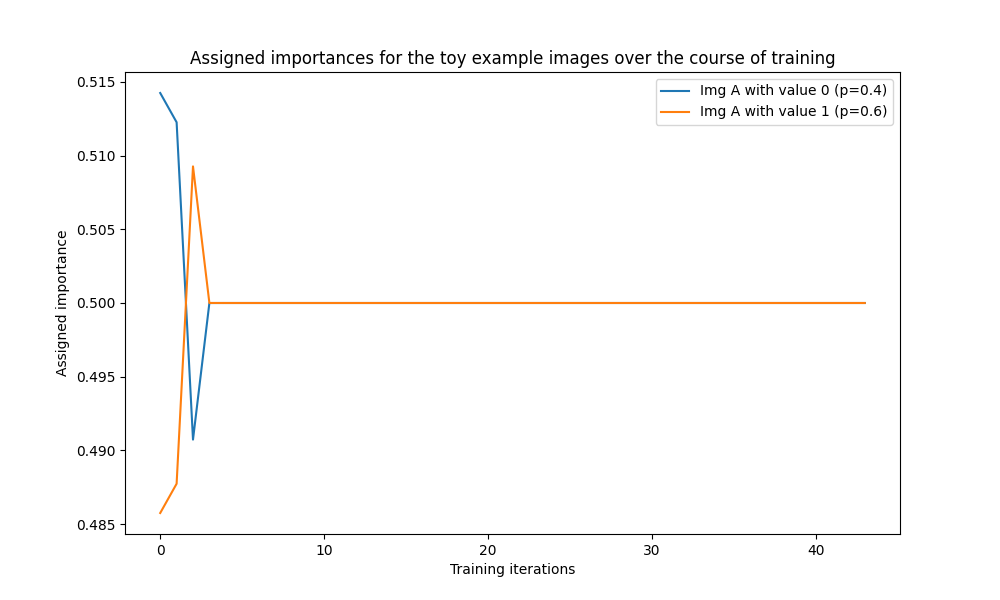 Assigned importances for the toy example images over the course of training
Img A with value 0 (p=0.4)
Img A with value 1 (p=0.6)
Assigned importance
0.515
0.510
0.505
0.500
0.495
0.490
0.485
0 10 20 30 40
Training iterations